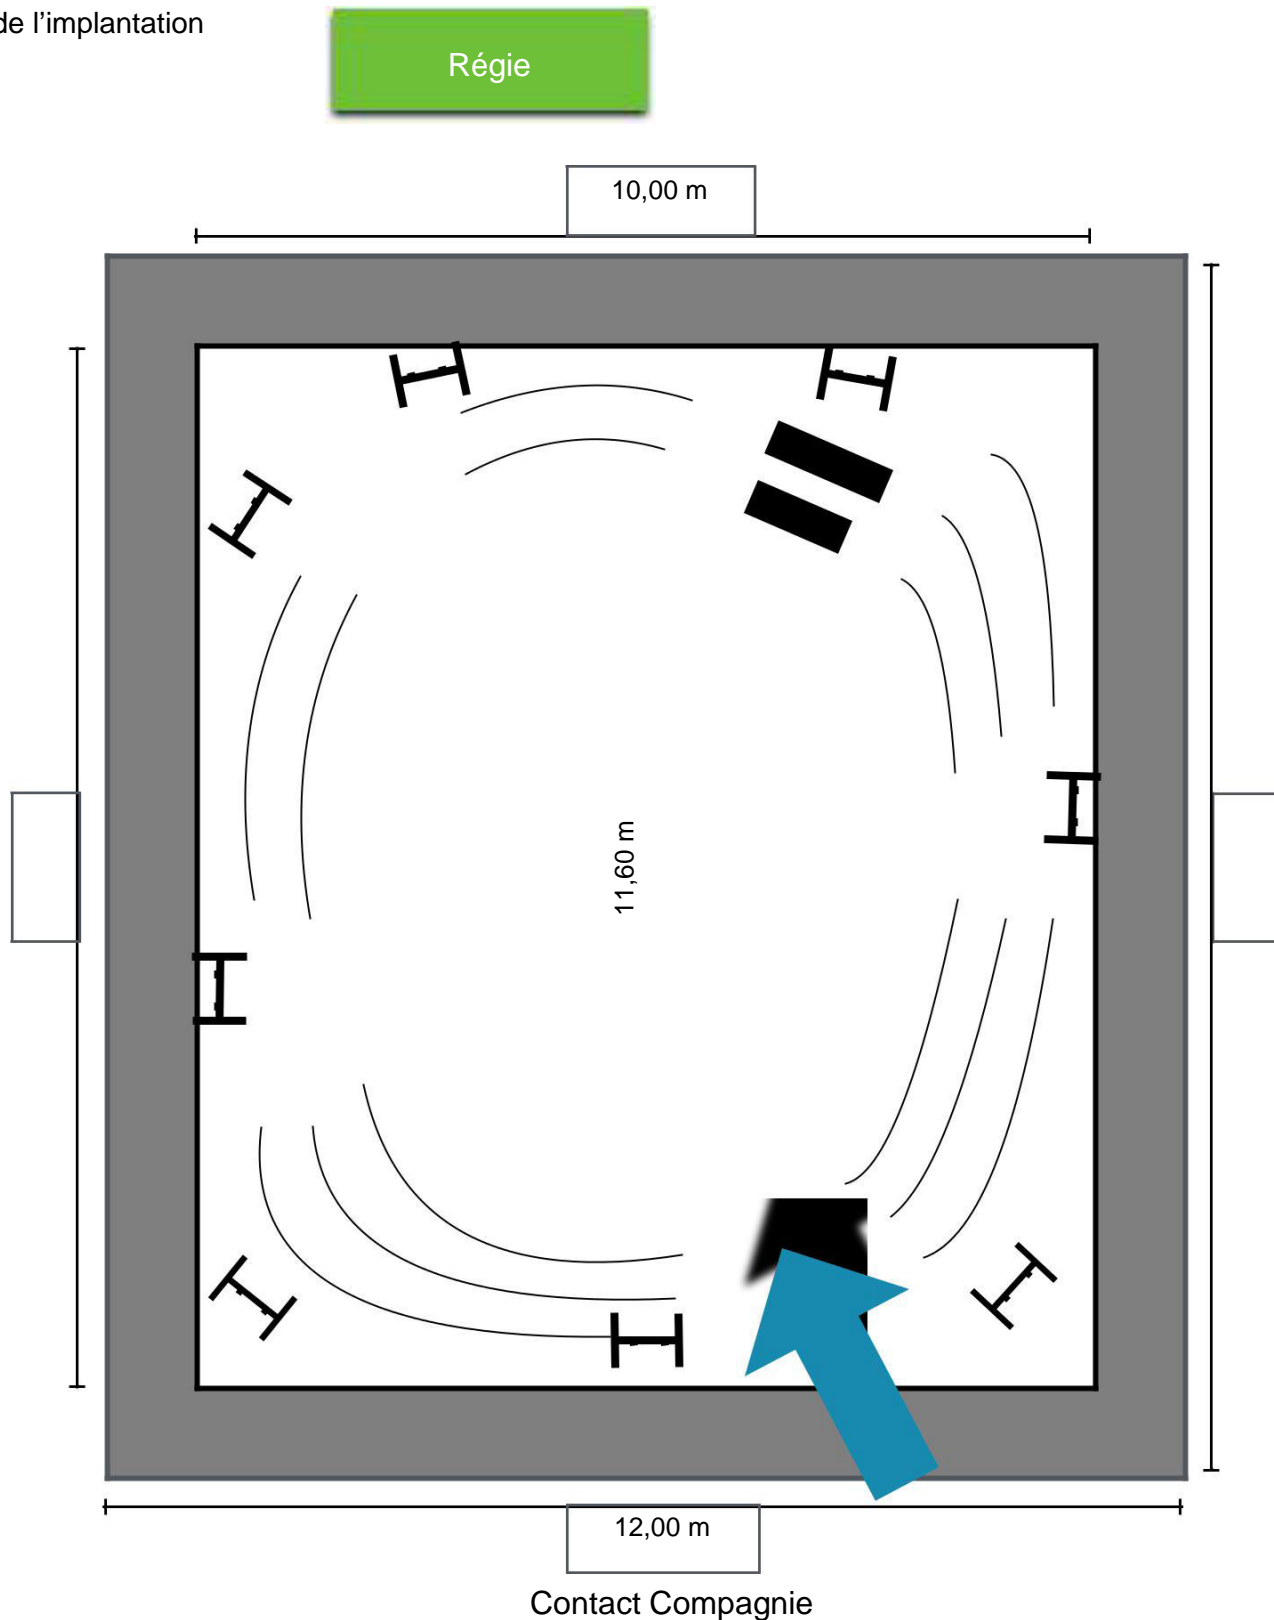 de l’implantation
Régie
10,00 m
11,60 m
12,00 m
Contact Compagnie